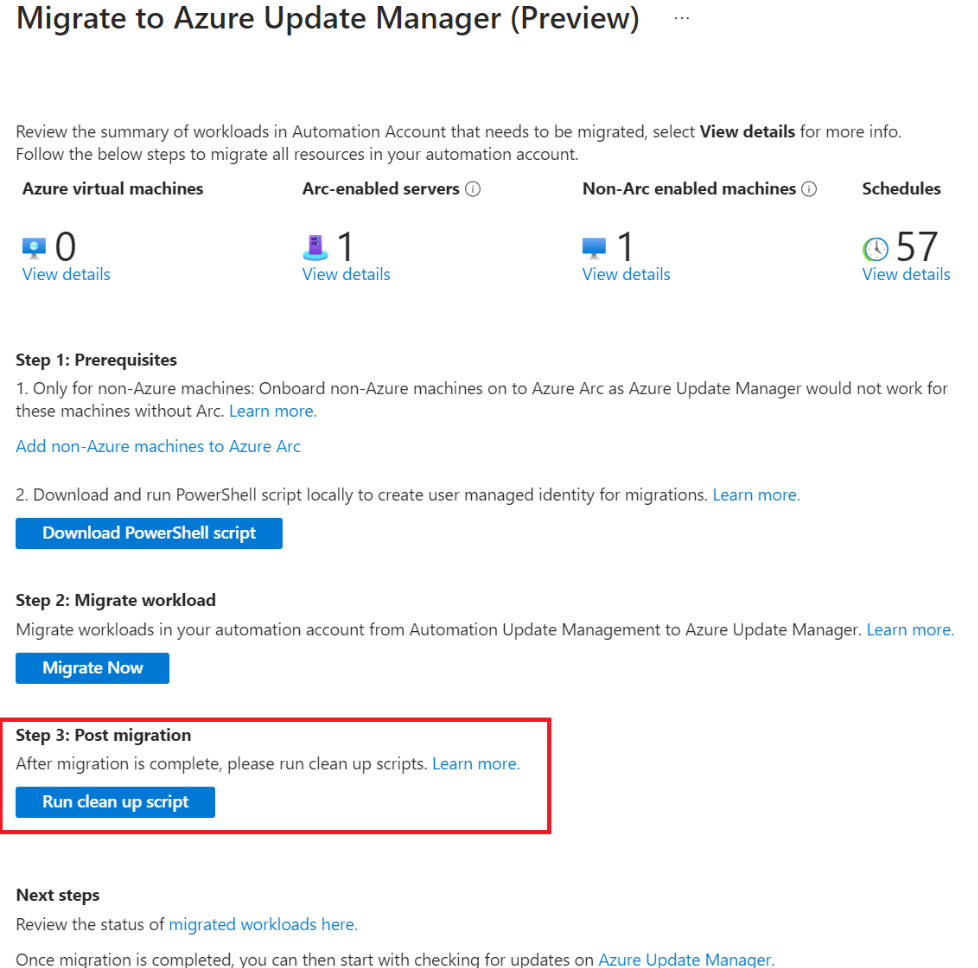 Migrate to Azure Update Manager (Preview) ...
Review the summary of workloads in Automation Account that needs to be migrated, select View details for more info.
Follow the below steps to migrate all resources in your automation account.
Azure virtual machines Arc-enabled servers Non-Arc enabled machines Schedules
0 1 1 57
View details View details View details View details
Step 1: Prerequisites
1. Only for non-Azure machines: Onboard non-Azure machines on to Azure Arc as Azure Update Manager would not work for
these machines without Arc. Learn more.
Add non-Azure machines to Azure Arc
2. Download and run PowerShell script locally to create user managed identity for migrations. Learn more.
Download PowerShell script
Step 2: Migrate workload
Migrate workloads in your automation account from Automation Update Management to Azure Update Manager. Learn more.
Migrate Now
Step 3: Post migration
After migration is complete, please run clean up scripts. Learn more.
Run clean up script
Next steps
Review the status of migrated workloads here.
Once migration is completed, you can then start with checking for updates on Azure Update Manager.